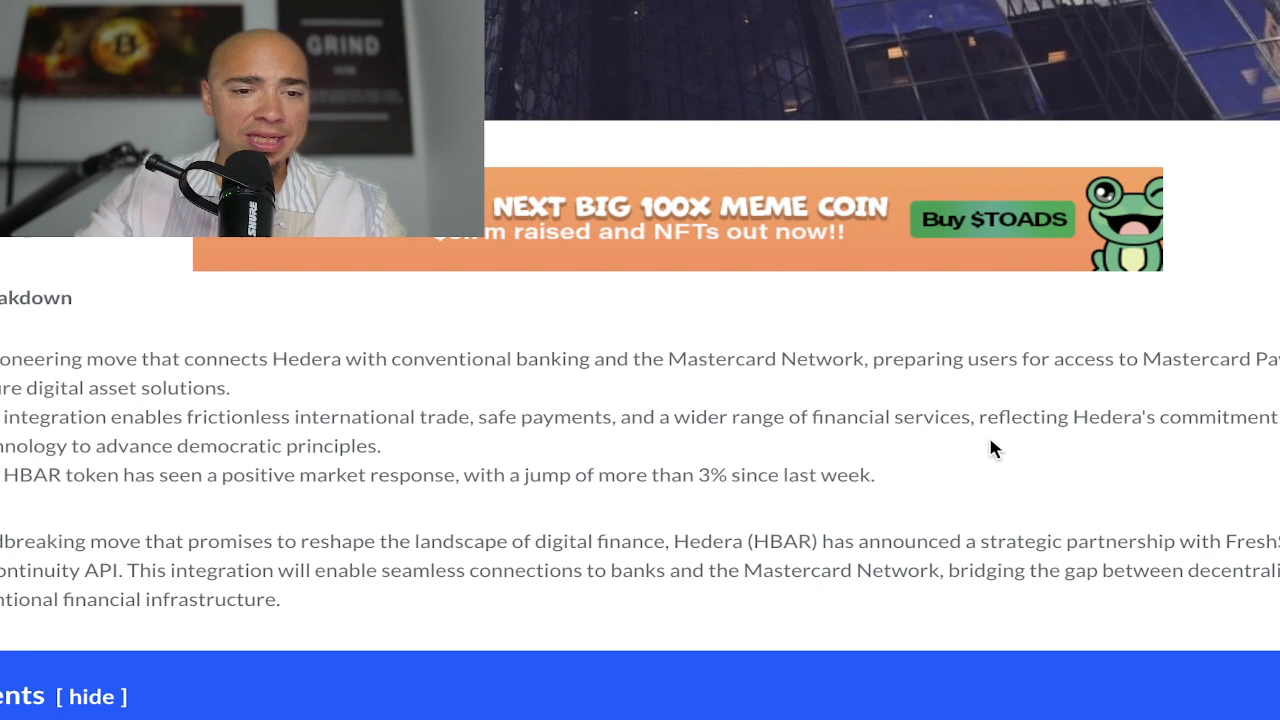 GRIND
SHURE
NEXT BIG 100X MEME COIN
m raised and NFTs out now!!
Buy $TOADS
akdown
oneering move that connects Hedera with conventional banking and the Mastercard Network, preparing users for access to Mastercard Pa
re digital asset solutions.
integration enables frictionless international trade, safe payments, and a wider range of financial services, reflecting Hedera's commitment
nology to advance democratic principles.
HBAR token has seen a positive market response, with a jump of more than 3% since last week.
dbreaking move that promises to reshape the landscape of digital finance, Hedera (HBAR) has announced a strategic partnership with Fresh
ontinuity API. This integration will enable seamless connections to banks and the Mastercard Network, bridging the gap between decentrali
ntional financial infrastructure.
ents [ hide ]